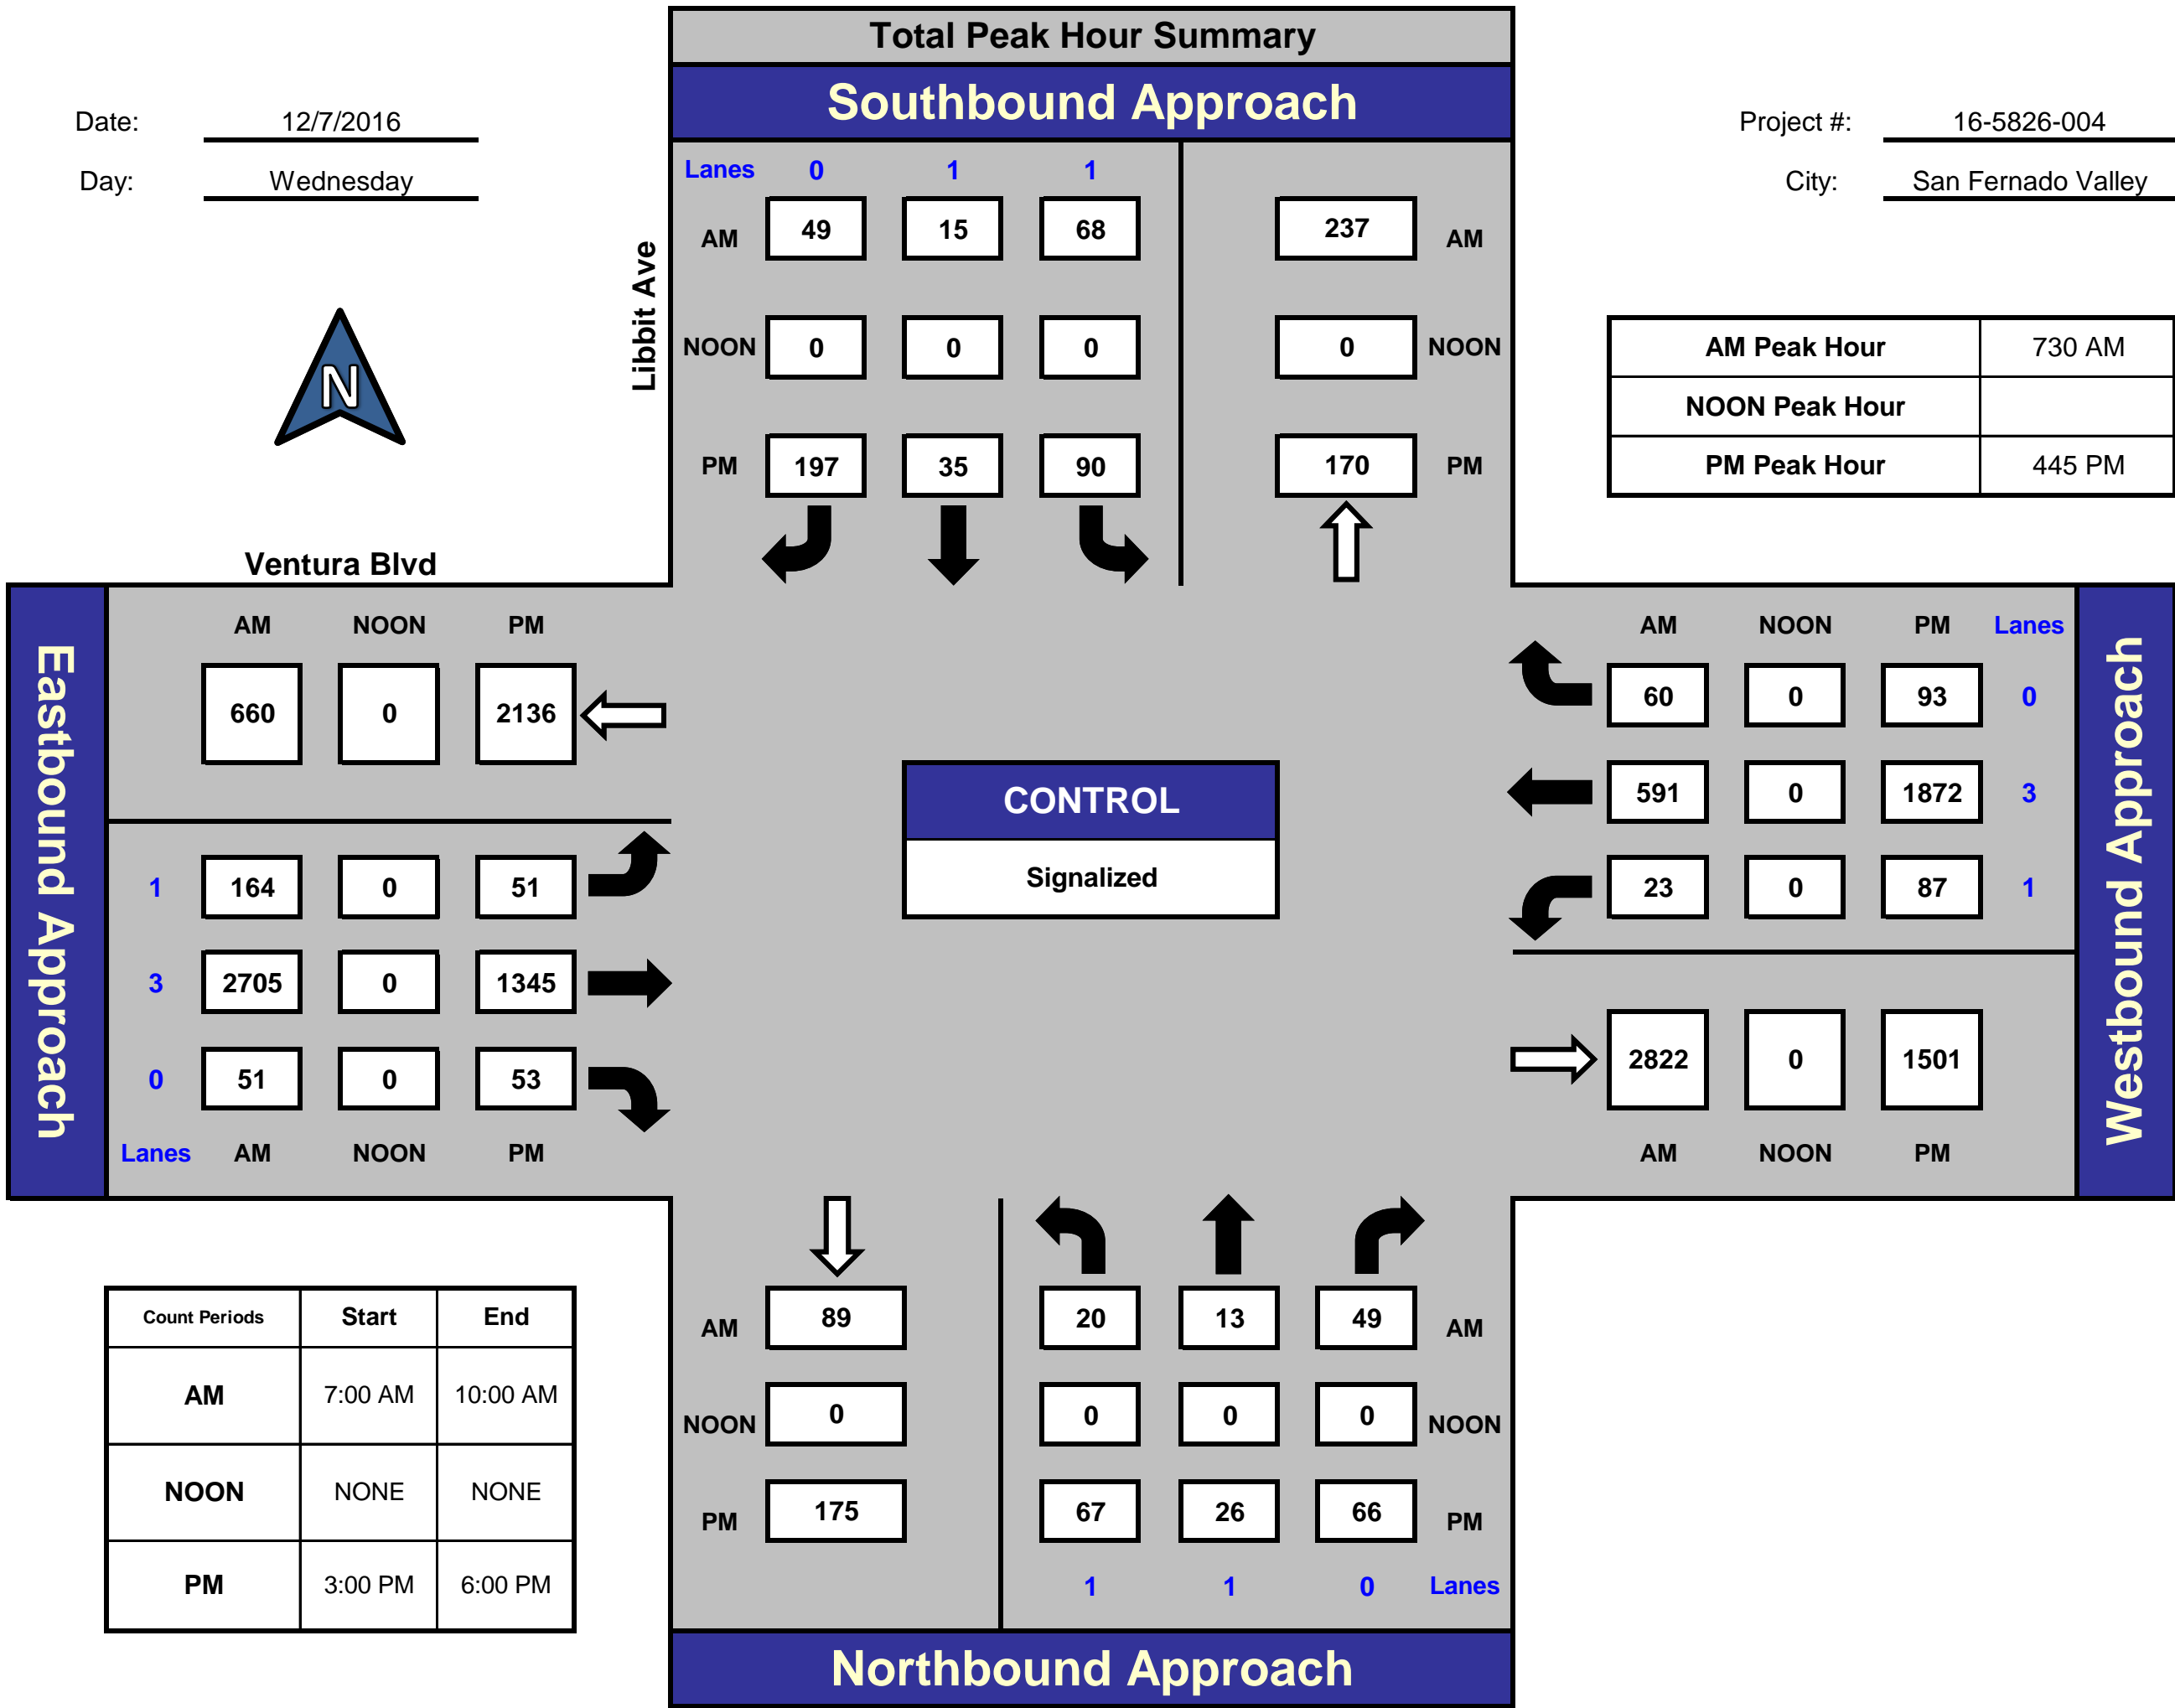 Total Peak Hour Summary
Southbound Approach
Date: 12/7/2016
Day: Wednesday
Project #: 16-5826-004
City: San Fernado Valley
N
Libbit Ave
Lanes 0 1 1
AM 49 15 68 237 AM
NOON 0 0 0 0 NOON
PM 197 35 90 170 PM
AM Peak Hour 730 AM
NOON Peak Hour
PM Peak Hour 445 PM
Ventura Blvd
Eastbound Approach
AM NOON PM
660 0 2136
1 164 0 51
3 2705 0 1345
0 51 0 53
Lanes AM NOON PM
CONTROL
Signalized
AM NOON PM Lanes
60 0 93 0
591 0 1872 3
23 0 87 1
2822 0 1501
AM NOON PM
Westbound Approach
Count Periods Start End
AM 7:00 AM 10:00 AM
NOON NONE NONE
PM 3:00 PM 6:00 PM
AM 89 20 13 49 AM
NOON 0 0 0 0 NOON
PM 175 67 26 66 PM
1 1 0 Lanes
Northbound Approach